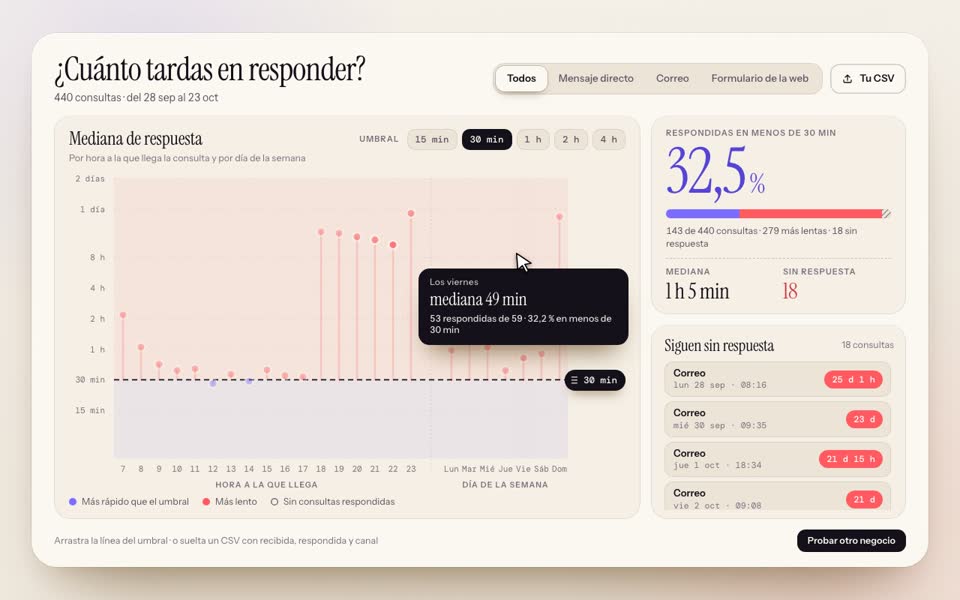 ¿Cuánto tardas en responder?
440 consultas · del 28 sep al 23 oct
Todos
Mensaje directo
Correo
Formulario de la web
Tu CSV
Mediana de respuesta
Por hora a la que llega la consulta y por día de la semana
UMBRAL
15 min
30 min
1 h
2 h
4 h
2 días
1 día
8 h
4 h
2 h
1 h
30 min
15 min
Los viernes
mediana 49 min
53 respondidas de 59 · 32,2 % en menos de
30 min
30 min
7 8 9 10 11 12 13 14 15 16 17 18 19 20 21 22 23
Lun Mar Mié Jue Vie Sáb Dom
HORA A LA QUE LLEGA
DÍA DE LA SEMANA
Más rápido que el umbral
Más lento
Sin consultas respondidas
RESPONDIDAS EN MENOS DE 30 MIN
32,5 %
143 de 440 consultas · 279 más lentas · 18 sin
respuesta
MEDIANA
1 h 5 min
SIN RESPUESTA
18
Siguen sin respuesta
18 consultas
Correo
lun 28 sep · 08:16
25 d 1 h
Correo
mié 30 sep · 09:35
23 d
Correo
jue 1 oct · 18:34
21 d 15 h
Correo
vie 2 oct · 09:08
21 d
Arrastra la línea del umbral · o suelta un CSV con recibida, respondida y canal
Probar otro negocio